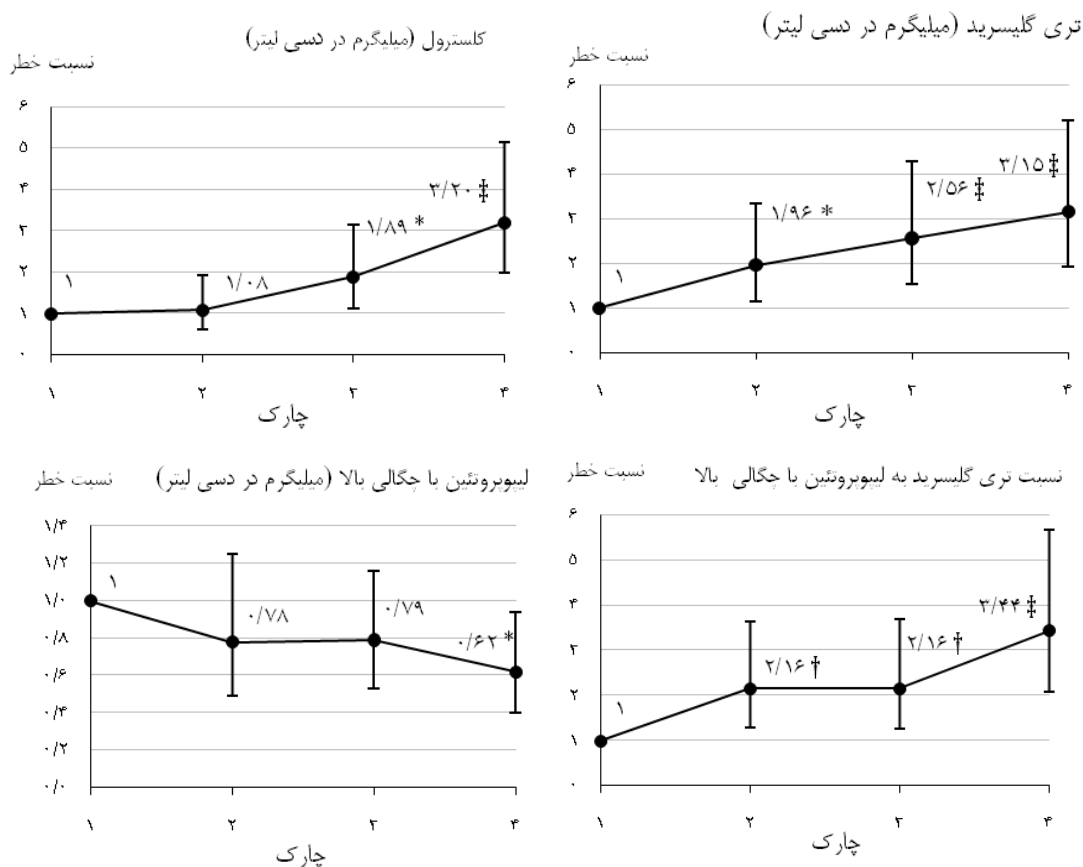 تری گلیسرید (میلیگرم در دسی لیتر)
نسبت خطر
۶
۵
۴
۳
۲
۱
۰
۱
۱/۹۶ *
۲/۵۶ ‡
۳/۱۵ ‡
۱ ۲ ۳ ۴
چارک
کلسترول (میلیگرم در دسی لیتر)
نسبت خطر
۶
۵
۴
۳
۲
۱
۰
۱
۱/۰۸
۱/۸۹ *
۳/۲۰ ‡
۱ ۲ ۳ ۴
چارک
نسبت تری گلیسرید به لیپوپروتئین با چگالی بالا
نسبت خطر
۶
۵
۴
۳
۲
۱
۰
۱
۲/۱۶ †
۲/۱۶ †
۳/۴۴ ‡
۱ ۲ ۳ ۴
چارک
لیپوپروتئین با چگالی بالا (میلیگرم در دسی لیتر)
نسبت خطر
۱/۴
۱/۲
۱/۰
۰/۸
۰/۶
۰/۴
۰/۲
۰/۰
۱
۰/۷۸
۰/۷۹
۰/۶۲ *
۱ ۲ ۳ ۴
چارک